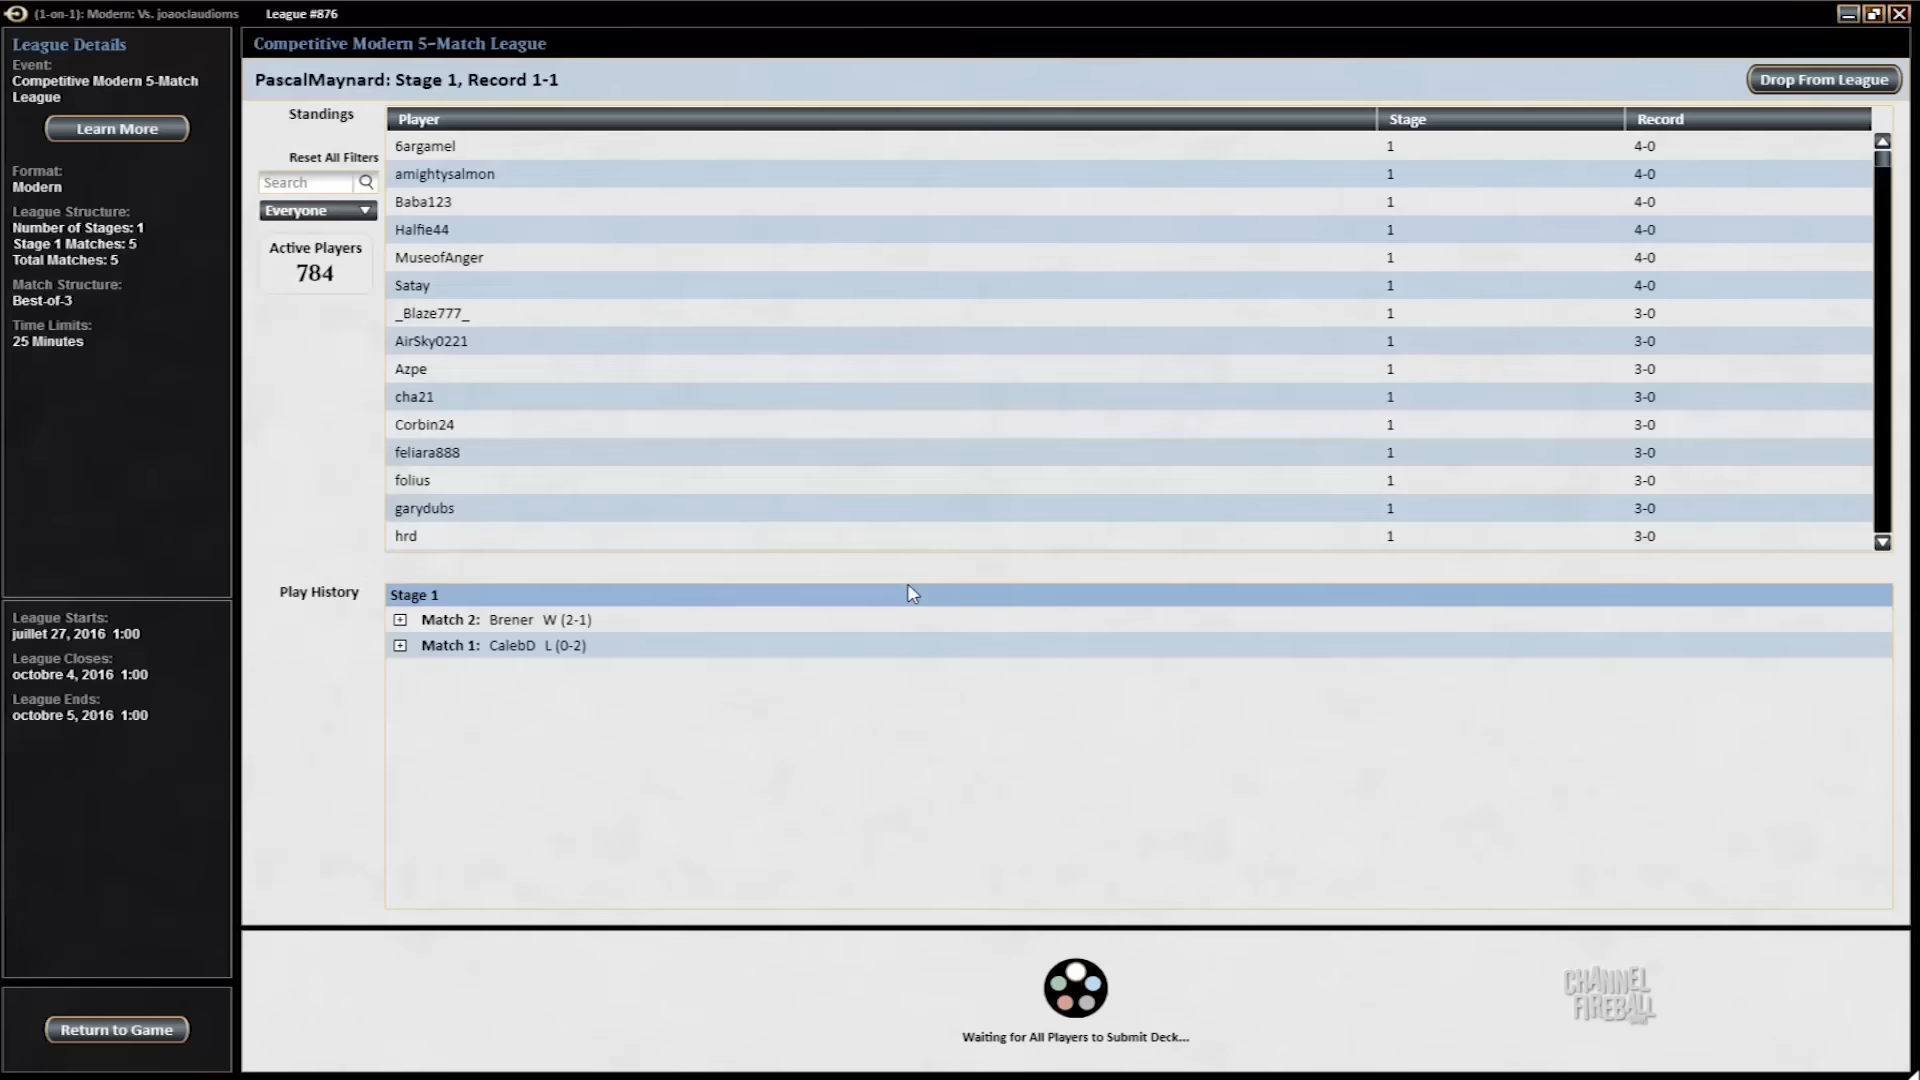 (1-on-1): Modern: Vs. joaoclaudioms
League #876
League Details
Event:
Competitive Modern 5-Match
League
Learn More
Format:
Modern
League Structure:
Number of Stages: 1
Stage 1 Matches: 5
Total Matches: 5
Match Structure:
Best-of-3
Time Limits:
25 Minutes
League Starts:
juillet 27, 2016 1:00
League Closes:
octobre 4, 2016 1:00
League Ends:
octobre 5, 2016 1:00
Return to Game
Competitive Modern 5-Match League
PascalMaynard: Stage 1, Record 1-1
Drop From League
Standings
Reset All Filters
Search
Everyone
Active Players
784
Player Stage Record
6argamel 1 4-0
amightysalmon 1 4-0
Baba123 1 4-0
Halfie44 1 4-0
MuseofAnger 1 4-0
Satay 1 4-0
_Blaze777_ 1 3-0
AirSky0221 1 3-0
Azpe 1 3-0
cha21 1 3-0
Corbin24 1 3-0
feliara888 1 3-0
folius 1 3-0
garydubs 1 3-0
hrd 1 3-0
Play History
Stage 1
Match 2: Brener W (2-1)
Match 1: CalebD L (0-2)
Waiting for All Players to Submit Deck...
CHANNEL
FIREBALL